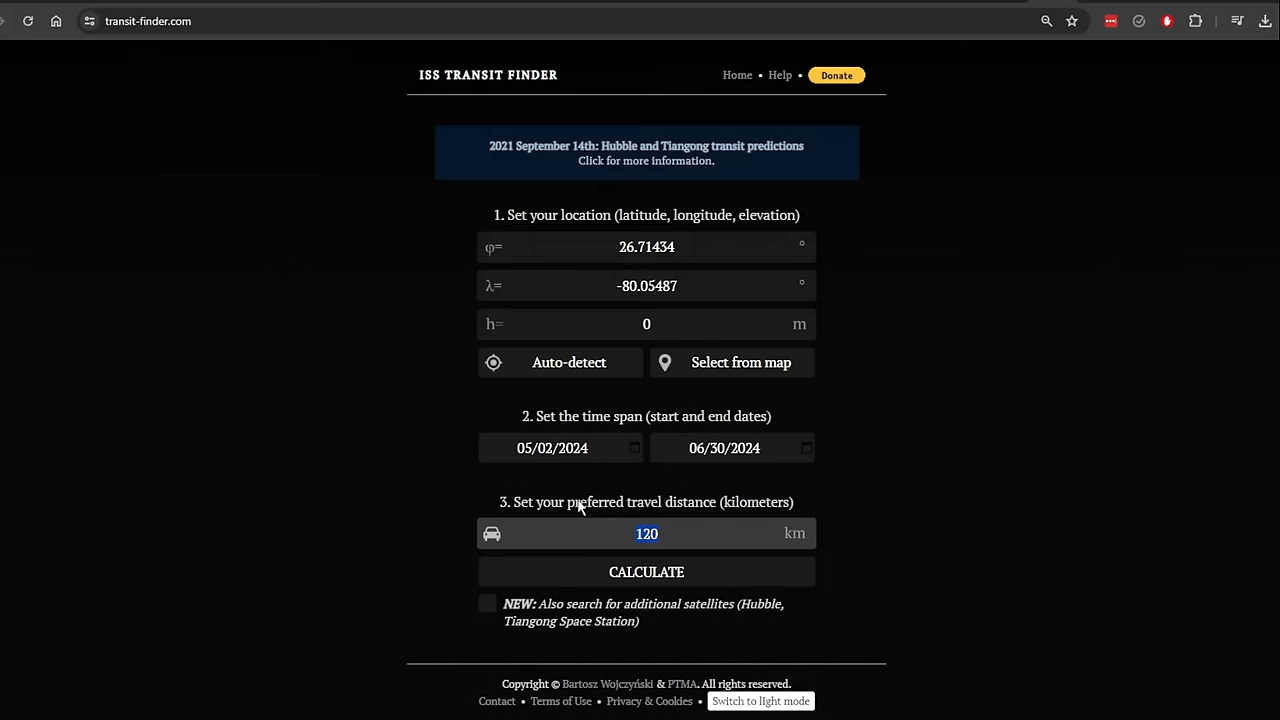 transit-finder.com
ISS TRANSIT FINDER
Home • Help • Donate
2021 September 14th: Hubble and Tiangong transit predictions
Click for more information.
1. Set your location (latitude, longitude, elevation)
φ= 26.71434 °
λ= -80.05487 °
h= 0 m
Auto-detect Select from map
2. Set the time span (start and end dates)
05/02/2024 06/30/2024
3. Set your preferred travel distance (kilometers)
120 km
CALCULATE
NEW: Also search for additional satellites (Hubble,
Tiangong Space Station)
Copyright © Bartosz Wojczyński & PTMA. All rights reserved.
Contact • Terms of Use • Privacy & Cookies • Switch to light mode